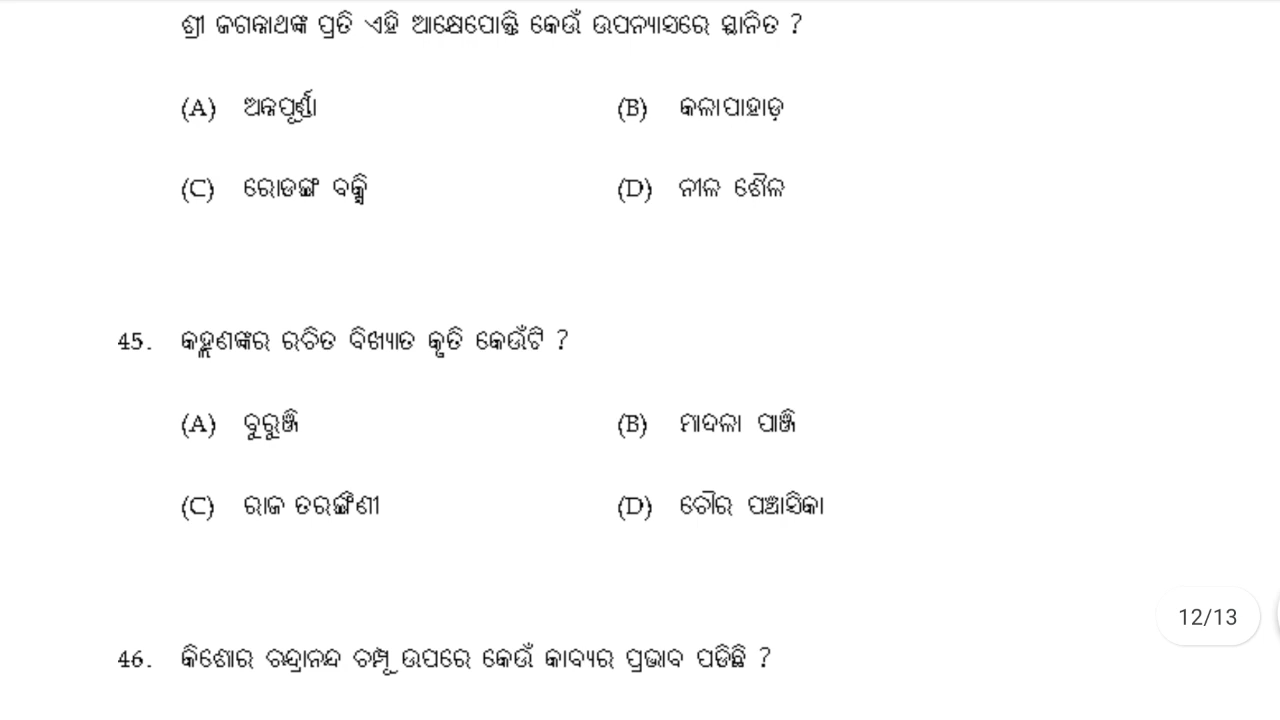 ଶ୍ରୀ ଜଗନ୍ନାଥଙ୍କ ପ୍ରତି ଏହି ଆକ୍ଷେପୋକ୍ତି କେଉଁ ଉପନ୍ୟାସରେ ସ୍ଥାନିତ ?
(A) ଅନ୍ନପୂର୍ଣ୍ଣା (B) କଳାପାହାଡ଼
(C) ରୋଡଙ୍ଗ ବକ୍ସି (D) ନୀଳ ଶୈଳ
45. କହ୍ଲଣଙ୍କର ରଚିତ ବିଖ୍ୟାତ କୃତି କେଉଁଟି ?
(A) ବୁରୁଞ୍ଜି (B) ମାଦଳା ପାଞ୍ଜି
(C) ରାଜ ତରଙ୍ଗିଣୀ (D) ଚୌର ପଞ୍ଚାସିକା
12/13
46. କିଶୋର ଚନ୍ଦ୍ରାନନ୍ଦ ଚମ୍ପୂ ଉପରେ କେଉଁ କାବ୍ୟର ପ୍ରଭାବ ପଡିଛି ?